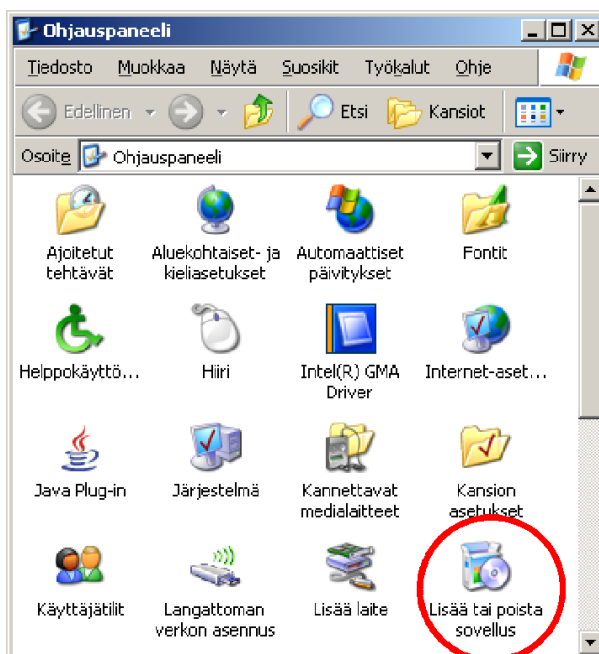 Ohjauspaneeli
Tiedosto Muokkaa Näytä Suosikit Työkalut Ohje
Edellinen Etsi Kansiot
Osoite Ohjauspaneeli Siirry
Ajoitetut tehtävät
Aluekohtaiset- ja kieliasetukset
Automaattiset päivitykset
Fontit
Helppokäyttö...
Hiiri
Intel(R) GMA Driver
Internet-aset...
Java Plug-in
Järjestelmä
Kannettavat medialaitteet
Kansion asetukset
Käyttäjätilit
Langattoman verkon asennus
Lisää laite
Lisää tai poista sovellus